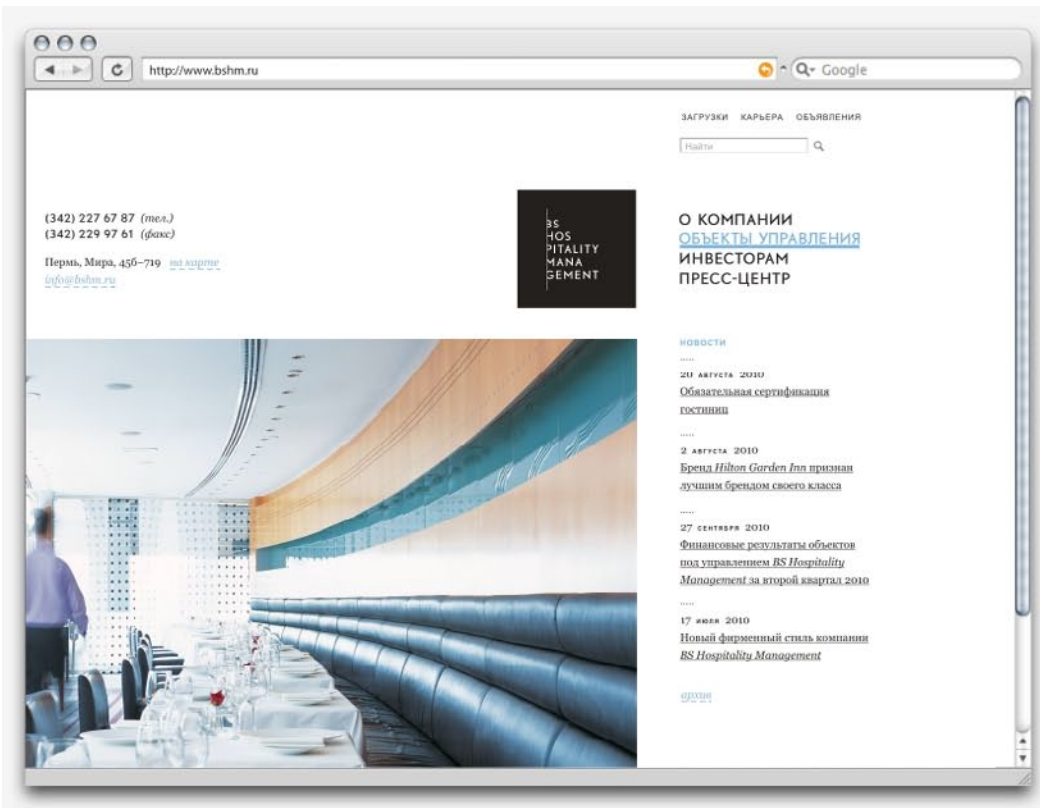 http://www.bshm.ru
Google
ЗАГРУЗКИ КАРЬЕРА ОБЪЯВЛЕНИЯ
Найти
(342) 227 67 87 (тел.)
(342) 229 97 61 (факс)
Пермь, Мира, 45б–719 на карте
info@bshm.ru
BS
HOS
PITALITY
MANA
GEMENT
О КОМПАНИИ
ОБЪЕКТЫ УПРАВЛЕНИЯ
ИНВЕСТОРАМ
ПРЕСС-ЦЕНТР
НОВОСТИ
.....
20 АВГУСТА 2010
Обязательная сертификация
гостиниц
.....
2 АВГУСТА 2010
Бренд Hilton Garden Inn признан
лучшим брендом своего класса
.....
27 СЕНТЯБРЯ 2010
Финансовые результаты объектов
под управлением BS Hospitality
Management за второй квартал 2010
.....
17 ИЮЛЯ 2010
Новый фирменный стиль компании
BS Hospitality Management
архив